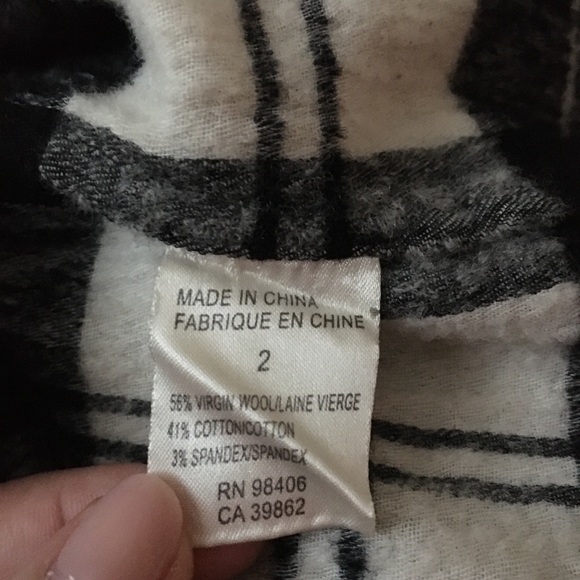 MADE IN CHINA
FABRIQUE EN CHINE
2
56% VIRGIN WOOL/LAINE VIERGE
41% COTTON/COTTON
3% SPANDEX/SPANDEX
RN 98406
CA 39862